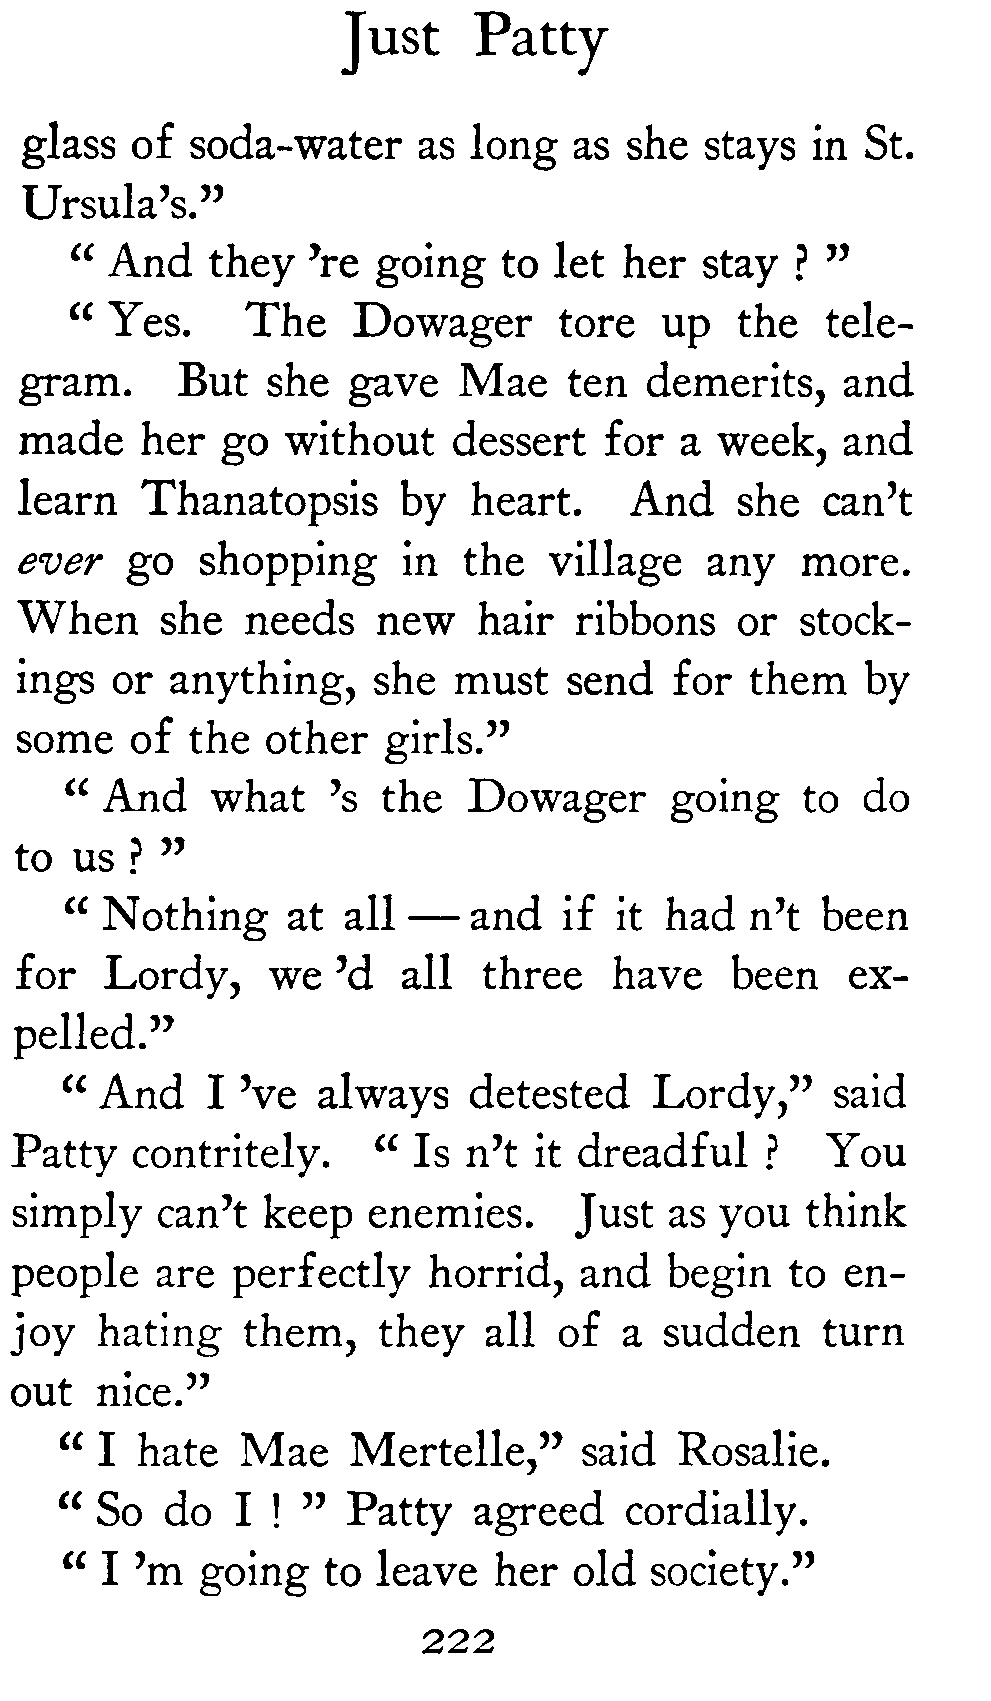 Just Patty
glass of soda-water as long as she stays in St.
Ursula's."
" And they 're going to let her stay ? "
" Yes. The Dowager tore up the tele-
gram. But she gave Mae ten demerits, and
made her go without dessert for a week, and
learn Thanatopsis by heart. And she can't
ever go shopping in the village any more.
When she needs new hair ribbons or stock-
ings or anything, she must send for them by
some of the other girls."
" And what 's the Dowager going to do
to us ? "
" Nothing at all — and if it had n't been
for Lordy, we 'd all three have been ex-
pelled."
" And I 've always detested Lordy," said
Patty contritely. " Is n't it dreadful ? You
simply can't keep enemies. Just as you think
people are perfectly horrid, and begin to en-
joy hating them, they all of a sudden turn
out nice."
" I hate Mae Mertelle," said Rosalie.
" So do I ! " Patty agreed cordially.
" I 'm going to leave her old society."
222